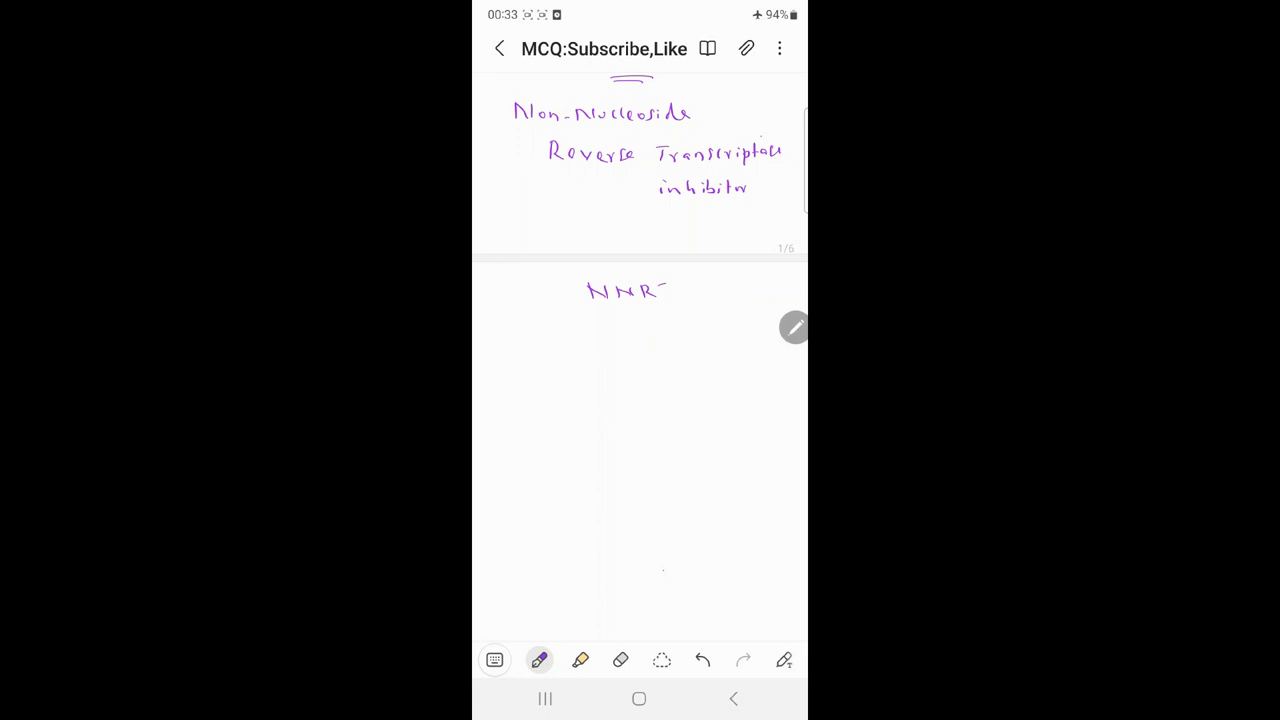 00:33 94%
MCQ:Subscribe,Like
Non-Nucleoside
Reverse Transcriptase
inhibitor
1/6
NNR